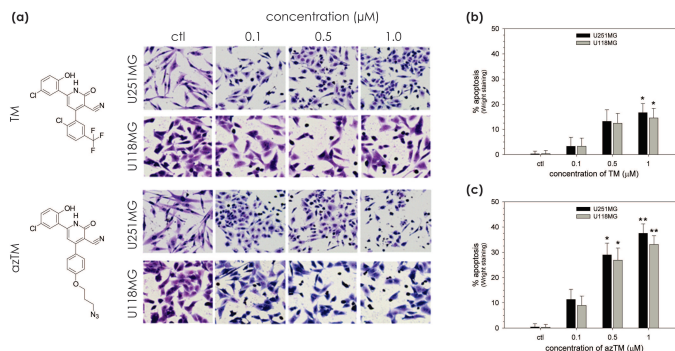 (a)
concentration (µM)
ctl
0.1
0.5
1.0
TM
OH
H
N
O
Cl
N
Cl
F
F
F
U251MG
U118MG
azTM
OH
H
N
O
Cl
N
O
N₃
U251MG
U118MG
(b)
U251MG
U118MG
% apoptosis
(Wright staining)
50
40
30
20
10
0
* *
ctl
0.1
0.5
1
concentration of TM (µM)
(c)
U251MG
U118MG
% apoptosis
(Wright staining)
50
40
30
20
10
0
* *
** **
ctl
0.1
0.5
1
concentration of azTM (µM)